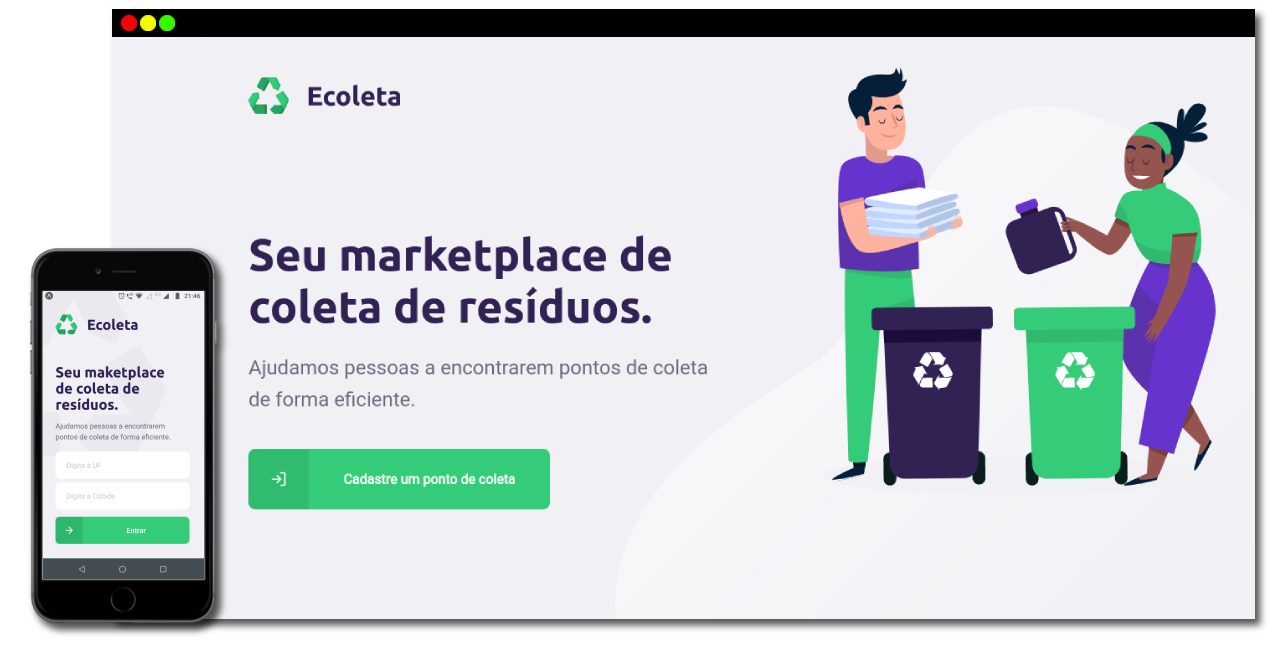 Ecoleta
Seu marketplace de
coleta de resíduos.
Ajudamos pessoas a encontrarem pontos de coleta
de forma eficiente.
Cadastre um ponto de coleta
21:46
Ecoleta
Seu maketplace
de coleta de
resíduos.
Ajudamos pessoas a encontrarem
pontos de coleta de forma eficiente.
Digite a UF
Digite a Cidade
Entrar